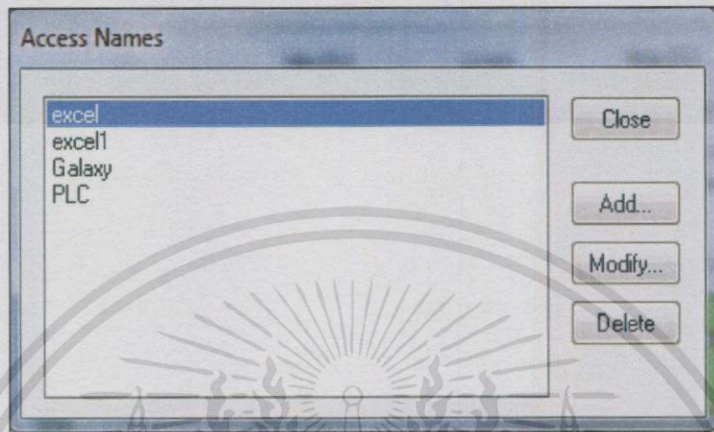 Access Names
excel
excel1
Galaxy
PLC
Close
Add...
Modify...
Delete